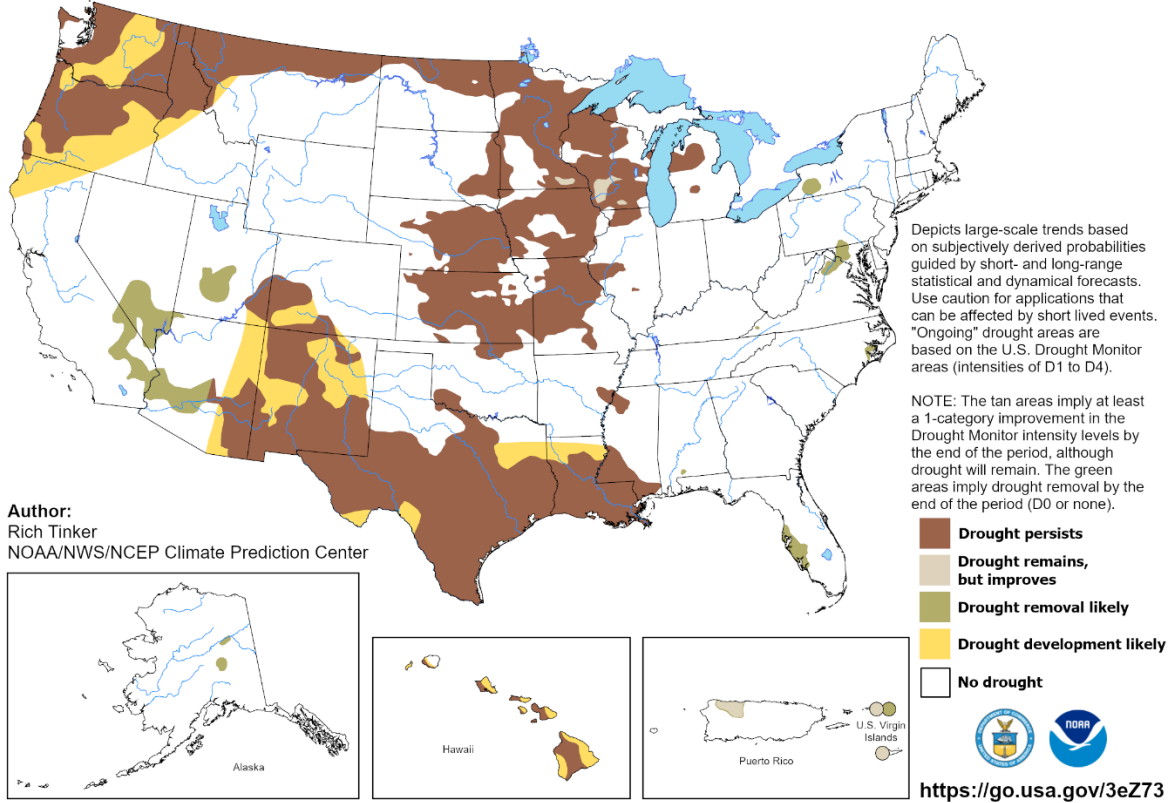 Depicts large-scale trends based
on subjectively derived probabilities
guided by short- and long-range
statistical and dynamical forecasts.
Use caution for applications that
can be affected by short lived events.
"Ongoing" drought areas are
based on the U.S. Drought Monitor
areas (intensities of D1 to D4).
NOTE: The tan areas imply at least
a 1-category improvement in the
Drought Monitor intensity levels by
the end of the period, although
drought will remain. The green
areas imply drought removal by the
end of the period (D0 or none).
Author:
Rich Tinker
NOAA/NWS/NCEP Climate Prediction Center
Drought persists
Drought remains,
but improves
Drought removal likely
Drought development likely
No drought
Alaska
Hawaii
Puerto Rico
U.S. Virgin
Islands
NOAA
https://go.usa.gov/3eZ73